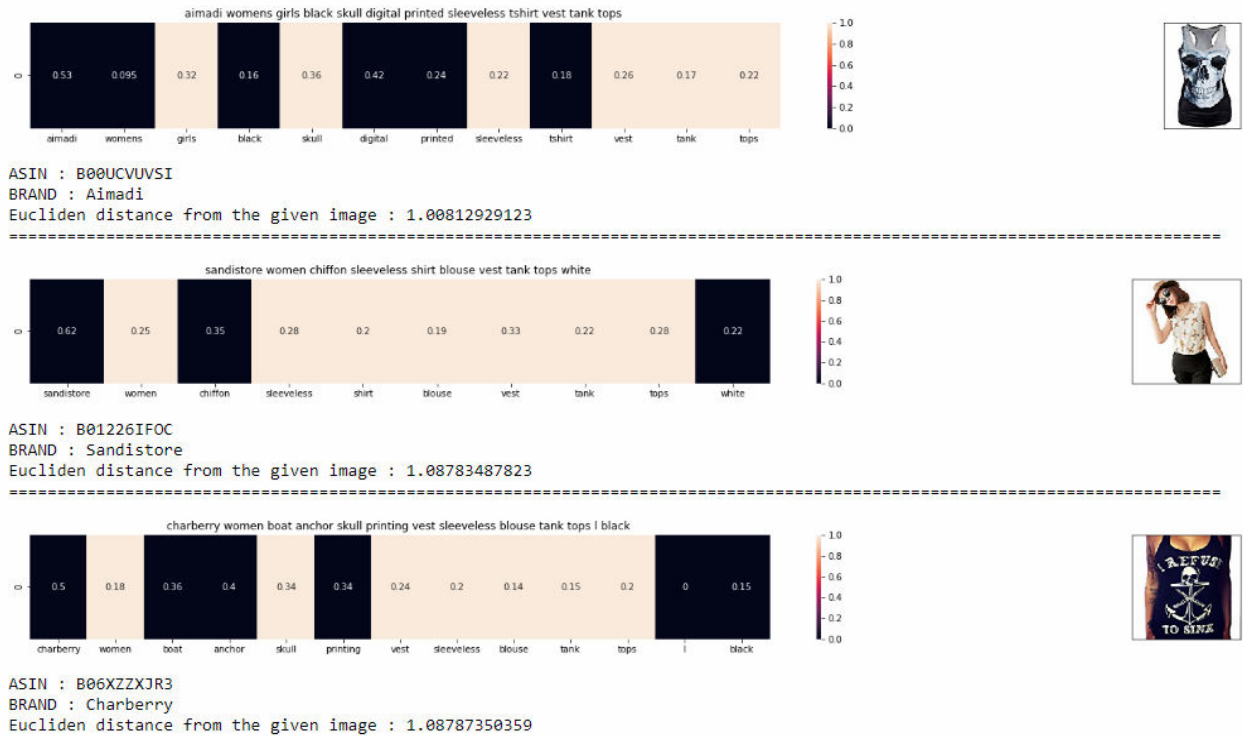 aimadi womens girls black skull digital printed sleeveless tshirt vest tank tops
1.0
0.8
0.6
0.4
0.2
0.0
0
0.53 0.095 0.32 0.16 0.36 0.42 0.24 0.22 0.18 0.26 0.17 0.22
aimadi womens girls black skull digital printed sleeveless tshirt vest tank tops
ASIN : B00UCVUVSI
BRAND : Aimadi
Eucliden distance from the given image : 1.00812929123
sandistore women chiffon sleeveless shirt blouse vest tank tops white
1.0
0.8
0.6
0.4
0.2
0.0
0
0.62 0.25 0.35 0.28 0.2 0.19 0.33 0.22 0.28 0.22
sandistore women chiffon sleeveless shirt blouse vest tank tops white
ASIN : B01226IFOC
BRAND : Sandistore
Eucliden distance from the given image : 1.08783487823
charberry women boat anchor skull printing vest sleeveless blouse tank tops l black
1.0
0.8
0.6
0.4
0.2
0.0
0
0.5 0.18 0.36 0.4 0.34 0.34 0.24 0.2 0.14 0.15 0.2 0 0.15
charberry women boat anchor skull printing vest sleeveless blouse tank tops l black
I REFUSE
TO SINK
ASIN : B06XZZXJR3
BRAND : Charberry
Eucliden distance from the given image : 1.08787350359